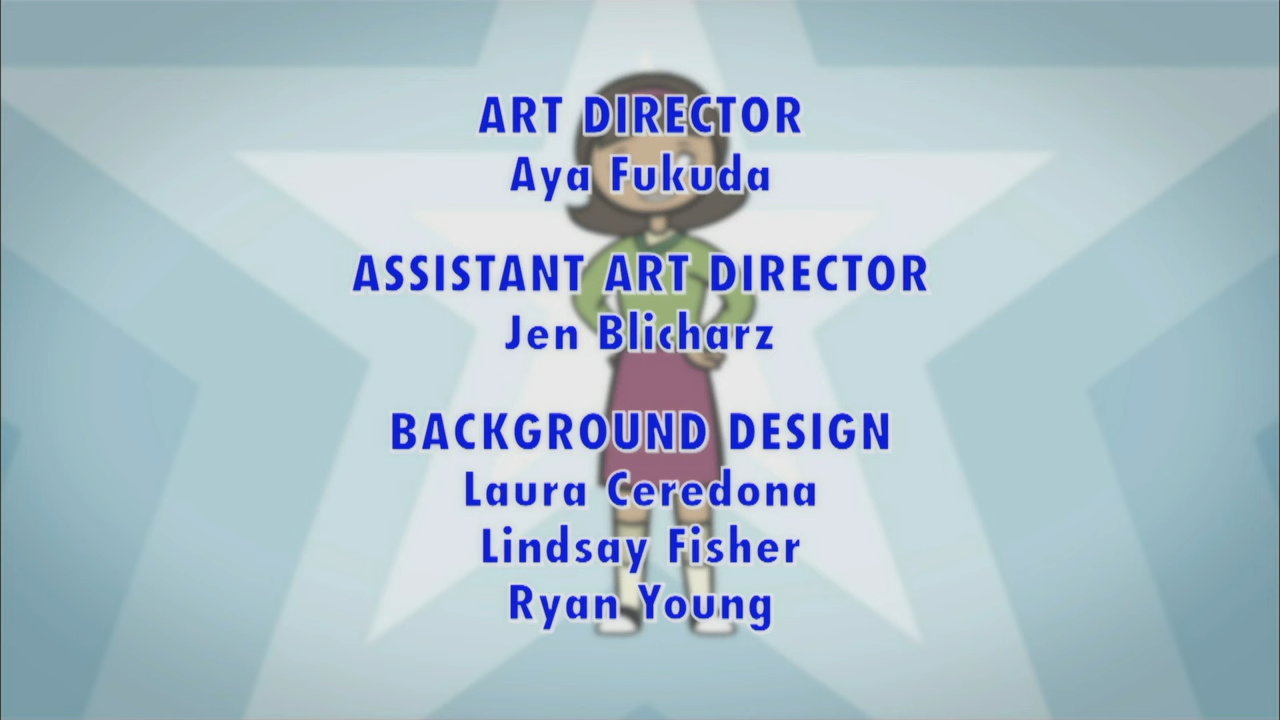 ART DIRECTOR
Aya Fukuda
ASSISTANT ART DIRECTOR
Jen Blicharz
BACKGROUND DESIGN
Laura Ceredona
Lindsay Fisher
Ryan Young